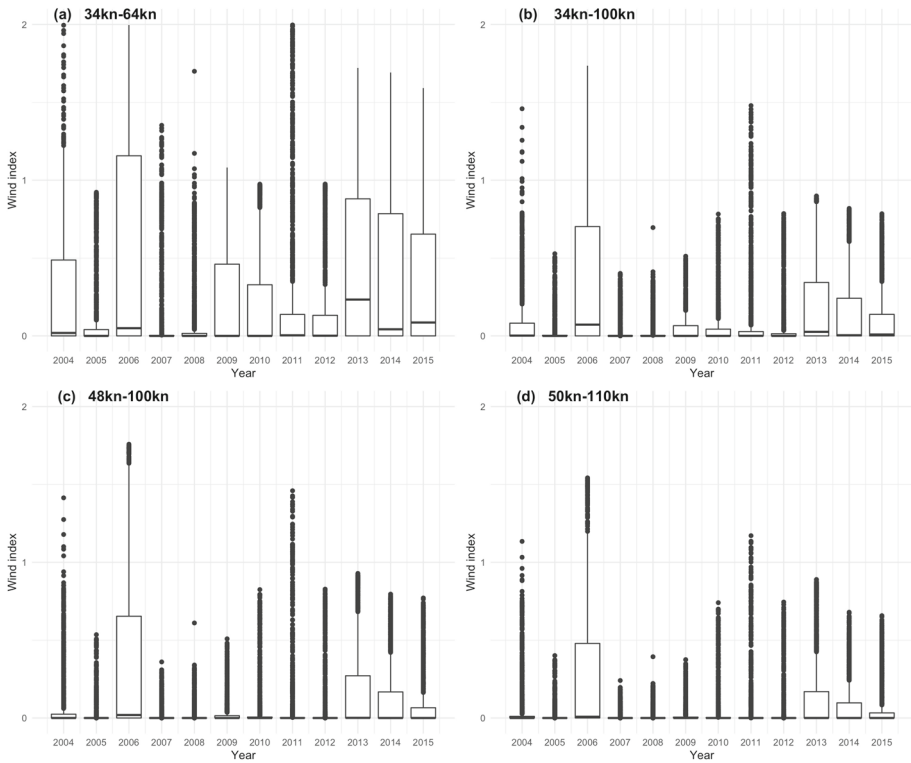 (a) 34kn-64kn
2
1
0
Wind index
2004 2005 2006 2007 2008 2009 2010 2011 2012 2013 2014 2015
Year
(b) 34kn-100kn
2
1
0
Wind index
2004 2005 2006 2007 2008 2009 2010 2011 2012 2013 2014 2015
Year
(c) 48kn-100kn
2
1
0
Wind index
2004 2005 2006 2007 2008 2009 2010 2011 2012 2013 2014 2015
Year
(d) 50kn-110kn
2
1
0
Wind index
2004 2005 2006 2007 2008 2009 2010 2011 2012 2013 2014 2015
Year